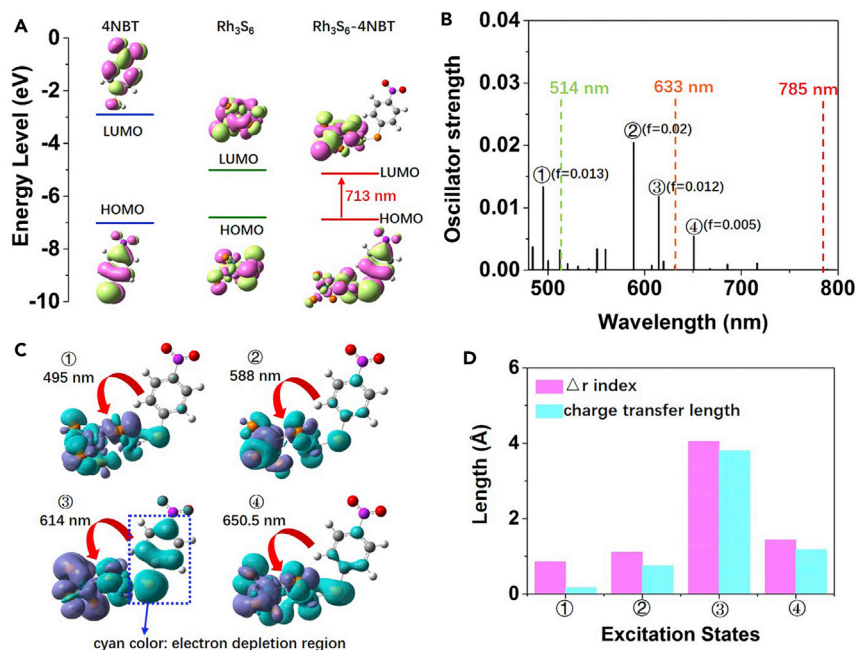 A
4NBT
Rh₃S₆
Rh₃S₆-4NBT
Energy Level (eV)
0
-2
-4
-6
-8
-10
LUMO
LUMO
LUMO
713 nm
HOMO
HOMO
HOMO
B
Oscillator strength
0.04
0.03
0.02
0.01
0.00
514 nm
633 nm
785 nm
①(f=0.013)
②(f=0.02)
③(f=0.012)
④(f=0.005)
500
600
700
800
Wavelength (nm)
C
①
495 nm
②
588 nm
③
614 nm
④
650.5 nm
cyan color: electron depletion region
D
Length (Å)
6
4
2
0
△r index
charge transfer length
①
②
③
④
Excitation States